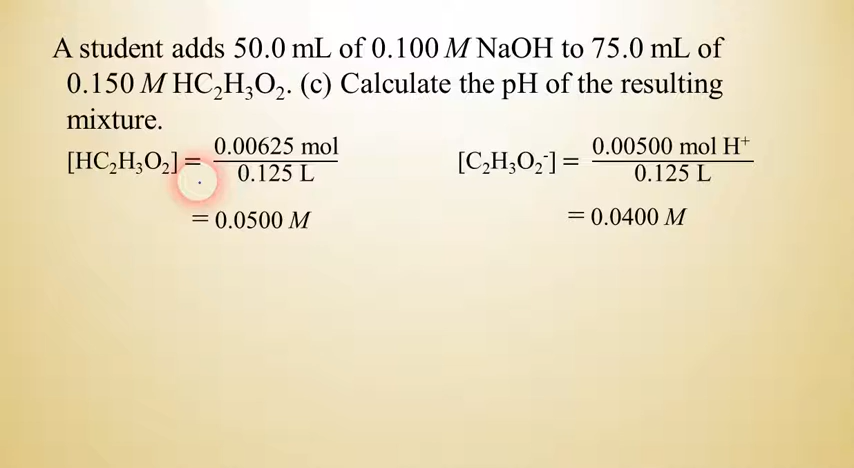 A student adds 50.0 mL of 0.100 M NaOH to 75.0 mL of
0.150 M HC₂H₃O₂. (c) Calculate the pH of the resulting
mixture.
[HC₂H₃O₂] = 0.00625 mol / 0.125 L
= 0.0500 M
[C₂H₃O₂⁻] = 0.00500 mol H⁺ / 0.125 L
= 0.0400 M